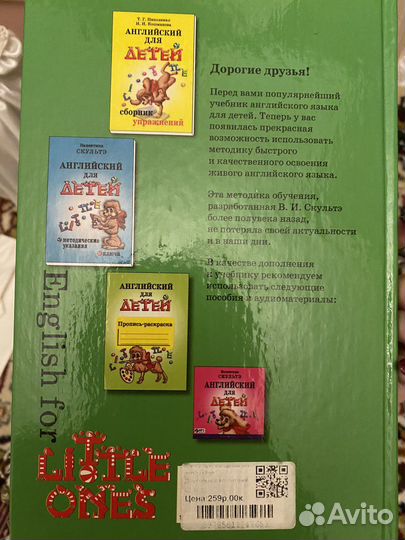 Т. Г. Николенко
Н. И. Кошманова
АНГЛИЙСКИЙ
ДЛЯ
ДЕТЕЙ
сборник
упражнений
Валентина
СКУЛЬТЭ
АНГЛИЙСКИЙ
ДЛЯ
ДЕТЕЙ
методические
указания
ключи
АНГЛИЙСКИЙ
ДЛЯ
ДЕТЕЙ
Пропись-раскраска
Валентина
СКУЛЬТЭ
АНГЛИЙСКИЙ
ДЛЯ
ДЕТЕЙ
Дорогие друзья!
Перед вами популярнейший
учебник английского языка
для детей. Теперь у вас
появилась прекрасная
возможность использовать
методику быстрого
и качественного освоения
живого английского языка.
Эта методика обучения,
разработанная В. И. Скультэ
более полувека назад,
не потеряла своей актуальности
и в наши дни.
В качестве дополнения
к учебнику рекомендуем
использовать следующие
пособия и аудиоматериалы:
English for
LITTLE
ONES
Цена:259р.00к.
Avito